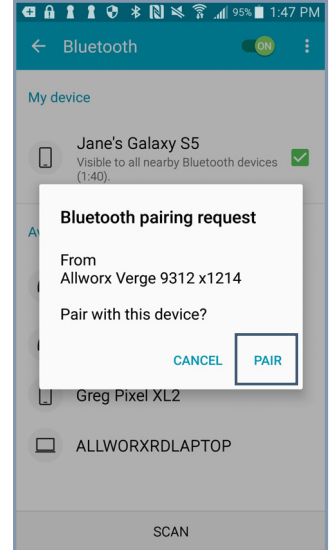 95% 1:47 PM
Bluetooth
ON
My device
Jane's Galaxy S5
Visible to all nearby Bluetooth devices
(1:40).
Bluetooth pairing request
From
Allworx Verge 9312 x1214
Pair with this device?
CANCEL PAIR
Greg Pixel XL2
ALLWORXRDLAPTOP
SCAN